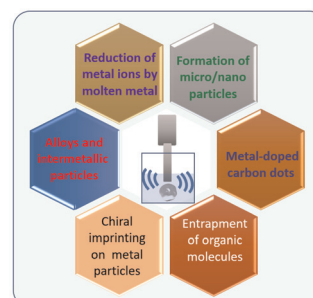 Reduction of
metal ions by
molten metal
Formation of
micro/nano
particles
Alloys and
intermetallic
particles
Metal-doped
carbon dots
Chiral
imprinting on
metal
particles
Entrapment
of organic
molecules